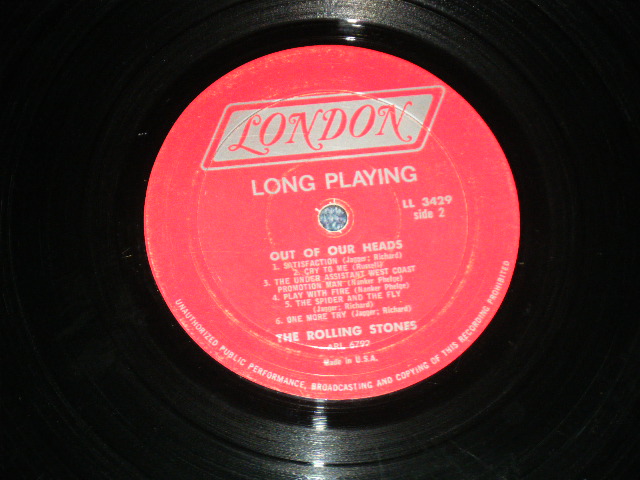 LONDON
LONG PLAYING
LL 3429
side 2
OUT OF OUR HEADS
1. SATISFACTION (Jagger; Richard)
2. CRY TO ME (Russell)
3. THE UNDER ASSISTANT WEST COAST
PROMOTION MAN (Nanker Phelge)
4. PLAY WITH FIRE (Nanker Phelge)
5. THE SPIDER AND THE FLY
(Jagger; Richard)
6. ONE MORE TRY (Jagger; Richard)
THE ROLLING STONES
ARL 6792
Made in U.S.A.
UNAUTHORIZED PUBLIC PERFORMANCE, BROADCASTING AND COPYING OF THIS RECORDING PROHIBITED